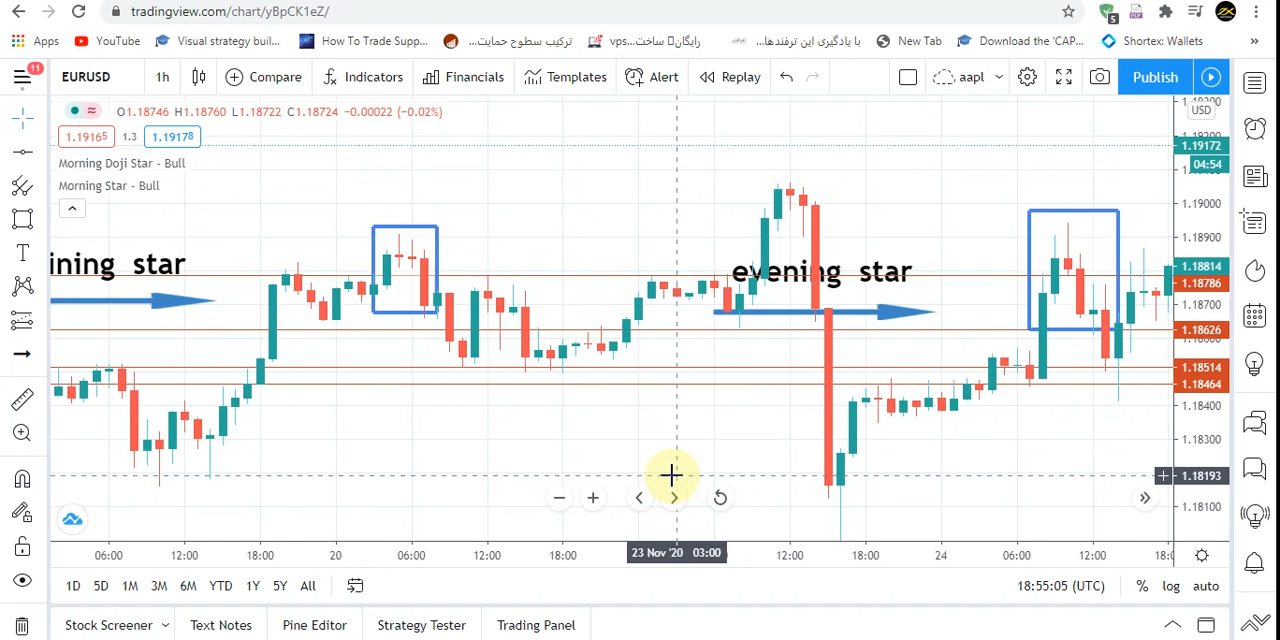 tradingview.com/chart/yBpCK1eZ/
5
Apps YouTube Visual strategy buil... How To Trade Supp... ترکیب سطوح حمایت... vps رایگان ساخت... با یادگیری این ترفندها... New Tab Download the 'CAP... Shortex: Wallets »
11
EURUSD 1h Compare Indicators Financials Templates Alert Replay aapl Publish
O1.18746 H1.18760 L1.18722 C1.18724 −0.00022 (−0.02%)
1.19165 1.3 1.19178
Morning Doji Star - Bull
Morning Star - Bull
ining star
evening star
USD
1.19172
04:54
1.19000
1.18900
1.18814
1.18786
1.18700
1.18626
1.18514
1.18464
1.18400
1.18300
1.18193
1.18100
06:00 12:00 18:00 20 06:00 12:00 18:00 23 Nov '20 03:00 12:00 18:00 24 06:00 12:00 18:0
1D 5D 1M 3M 6M YTD 1Y 5Y All 18:55:05 (UTC) % log auto
Stock Screener Text Notes Pine Editor Strategy Tester Trading Panel